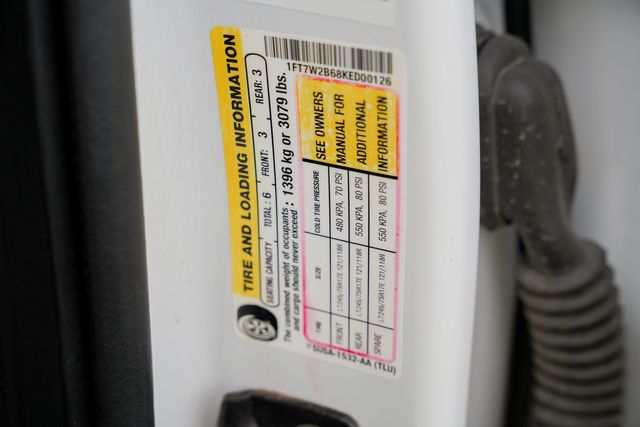 TIRE AND LOADING INFORMATION
SEATING CAPACITY TOTAL: 6 FRONT: 3 REAR: 3
The combined weight of occupants and cargo should never exceed: 1396 kg or 3079 lbs.
1FT7W2B68KED00126
TIRE SIZE COLD TIRE PRESSURE
FRONT LT245/75R17E 121/118R 480 KPA, 70 PSI
REAR LT245/75R17E 121/118R 550 KPA, 80 PSI
SPARE LT245/75R17E 121/118R 550 KPA, 80 PSI
SEE OWNERS
MANUAL FOR
ADDITIONAL
INFORMATION
5U5A-1532-AA (TLU)